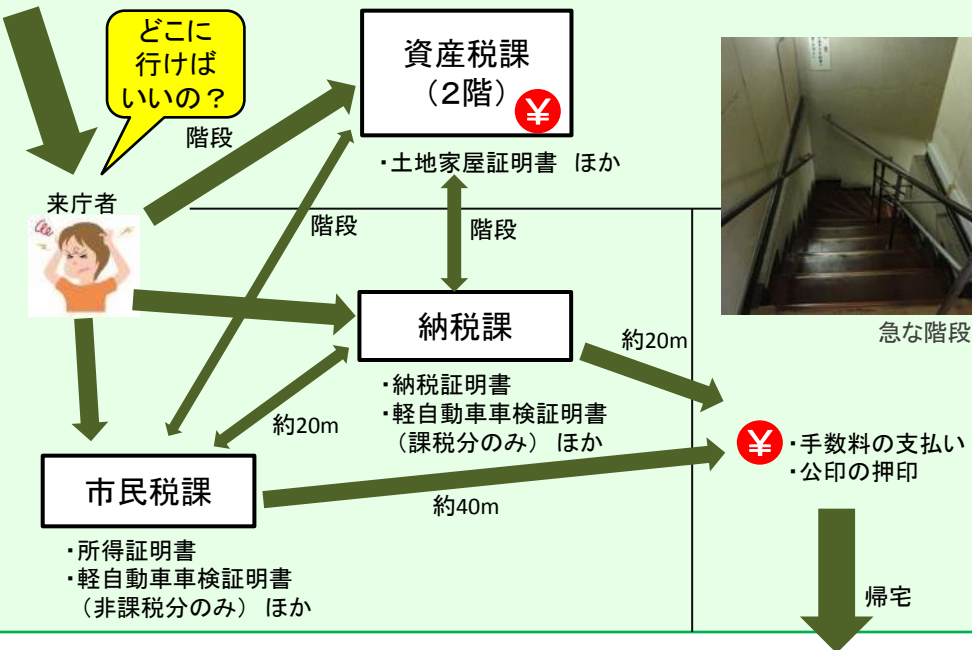 どこに
行けば
いいの？
資産税課
（2階）
¥
階段
・土地家屋証明書　ほか
来庁者
階段
階段
急な階段
納税課
約20m
・納税証明書
・軽自動車車検証明書
（課税分のみ）ほか
約20m
¥
・手数料の支払い
・公印の押印
市民税課
約40m
・所得証明書
・軽自動車車検証明書
（非課税分のみ）ほか
帰宅